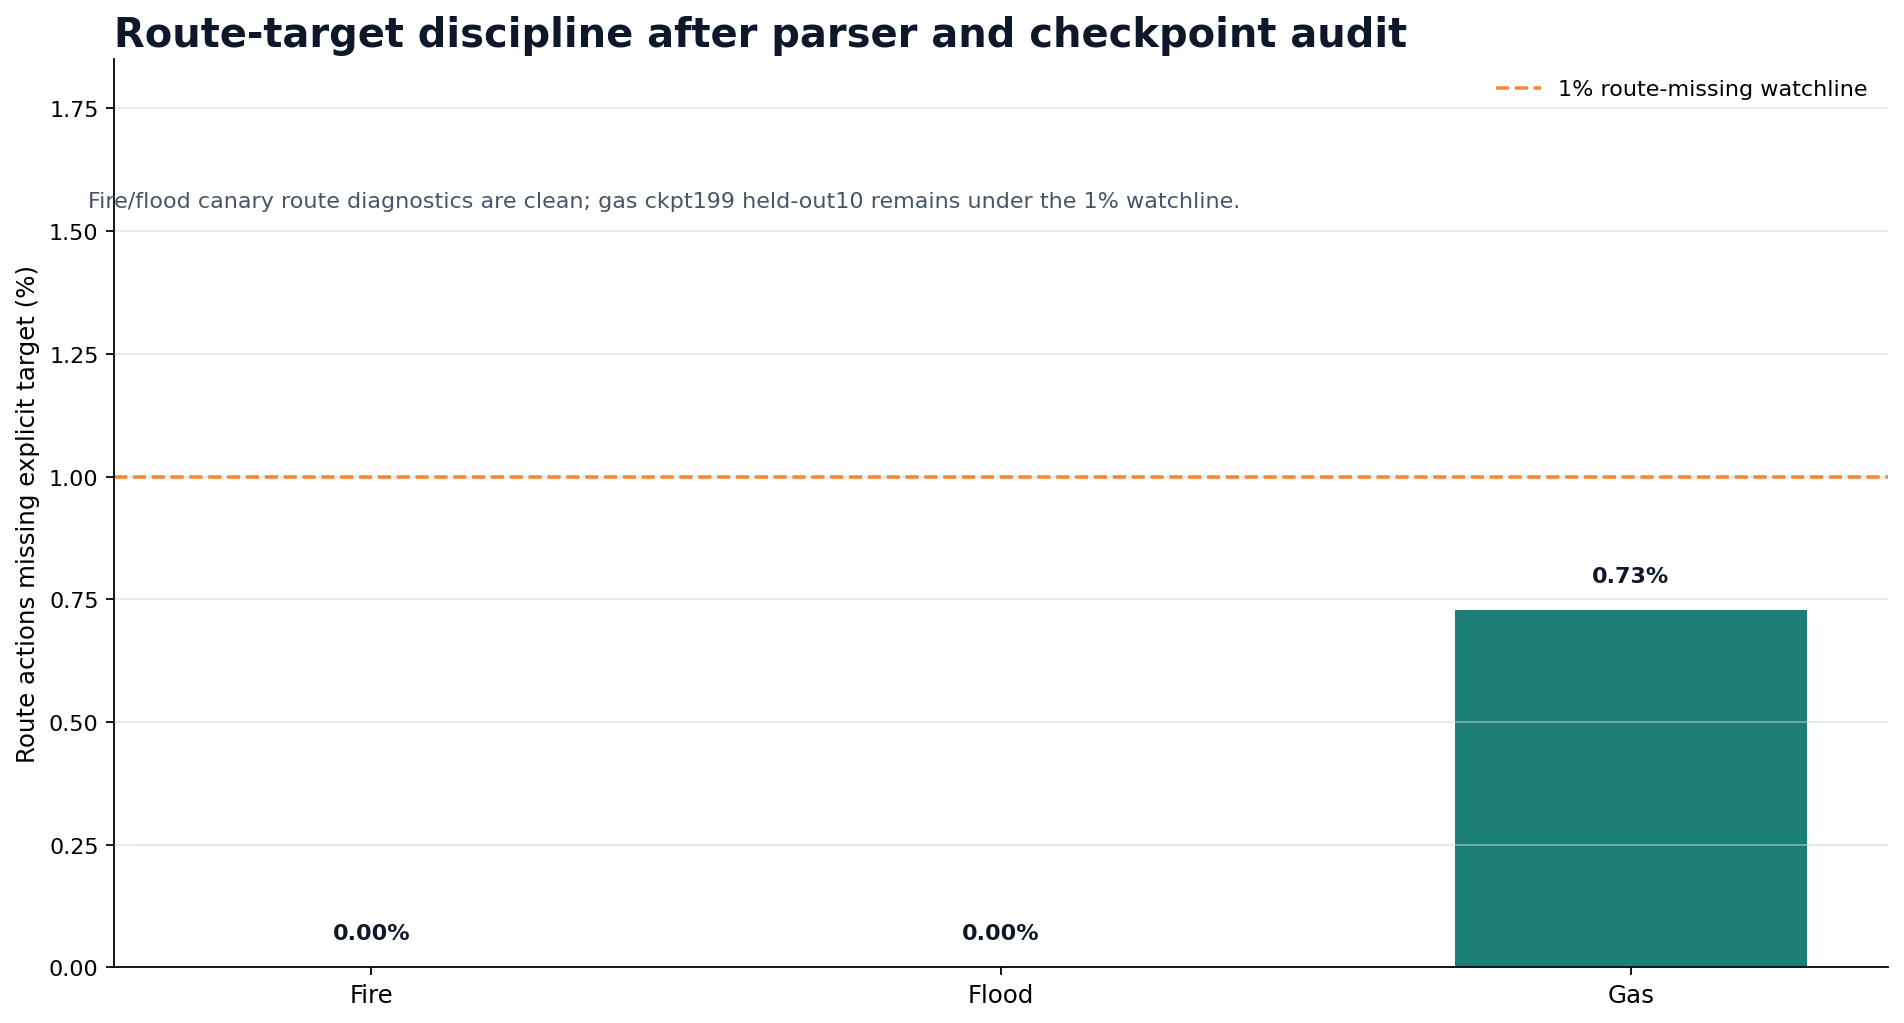 Route-target discipline after parser and checkpoint audit
1% route-missing watchline
1.75
Fire/flood canary route diagnostics are clean; gas ckpt199 held-out10 remains under the 1% watchline.
1.50
1.25
Route actions missing explicit target (%)
1.00
0.73%
0.75
0.50
0.25
0.00% 0.00%
0.00
Fire Flood Gas